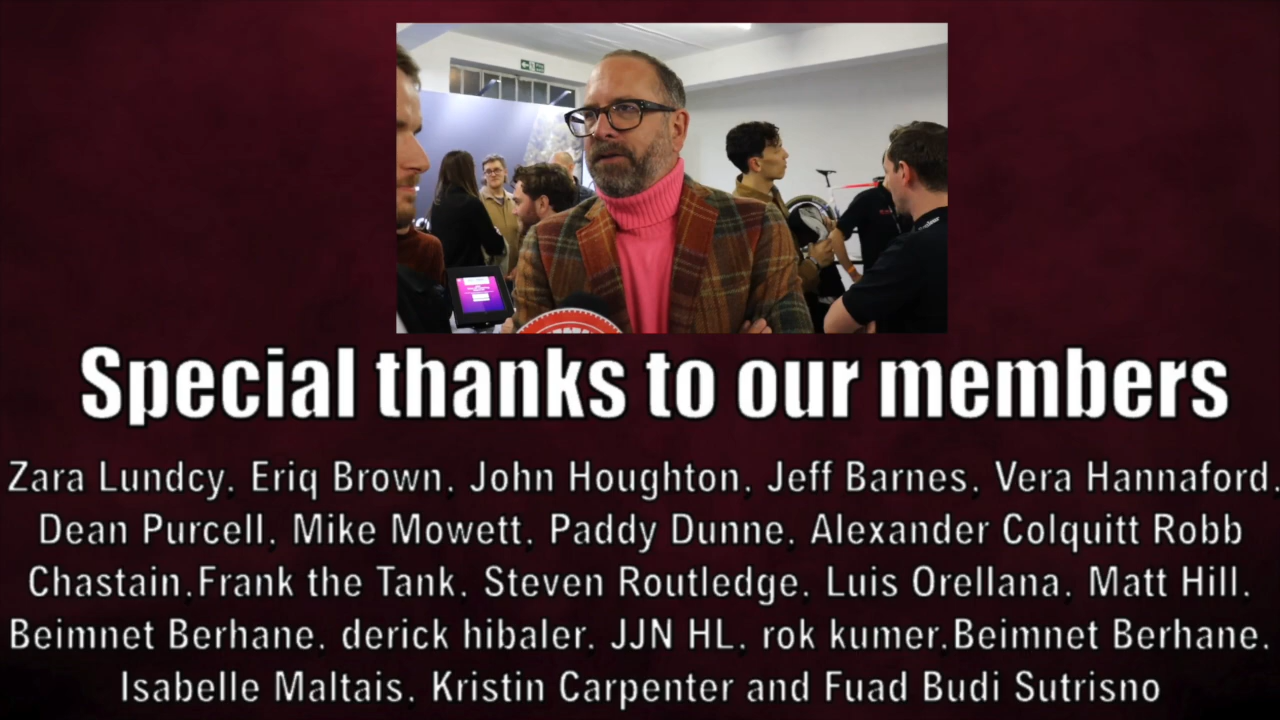 Special thanks to our members
Zara Lundcy, Eriq Brown, John Houghton, Jeff Barnes, Vera Hannaford,
Dean Purcell, Mike Mowett, Paddy Dunne, Alexander Colquitt Robb
Chastain,Frank the Tank, Steven Routledge, Luis Orellana, Matt Hill,
Beimnet Berhane, derick hibaler, JJN HL, rok kumer,Beimnet Berhane,
Isabelle Maltais, Kristin Carpenter and Fuad Budi Sutrisno